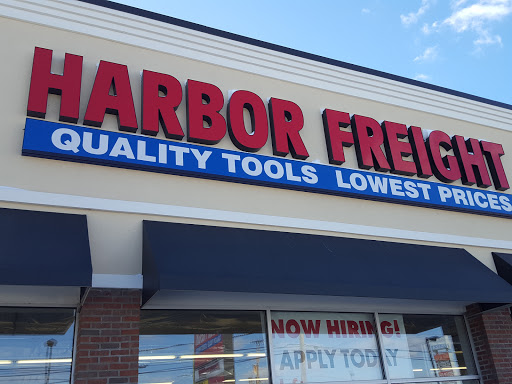 HARBOR FREIGHT
QUALITY TOOLS LOWEST PRICES
NOW HIRING!
APPLY TODAY